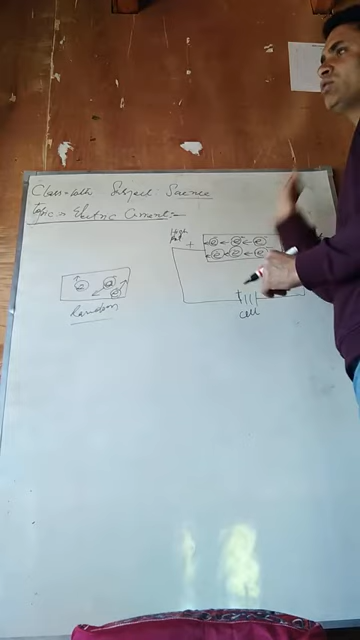 Class = 10th Subject: Science
Topic => Electric Current :-
High
Pot
+
e e e
e e e
e e e
Random
cell